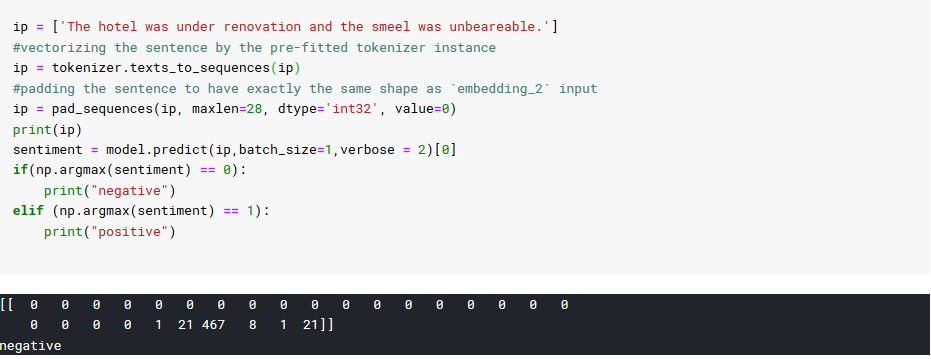 ip = ['The hotel was under renovation and the smeel was unbeareable.']
#vectorizing the sentence by the pre-fitted tokenizer instance
ip = tokenizer.texts_to_sequences(ip)
#padding the sentence to have exactly the same shape as `embedding_2` input
ip = pad_sequences(ip, maxlen=28, dtype='int32', value=0)
print(ip)
sentiment = model.predict(ip,batch_size=1,verbose = 2)[0]
if(np.argmax(sentiment) == 0):
    print("negative")
elif (np.argmax(sentiment) == 1):
    print("positive")
[[  0   0   0   0   0   0   0   0   0   0   0   0   0   0   0   0   0   0
    0   0   0   0   1  21 467   8   1  21]]
negative